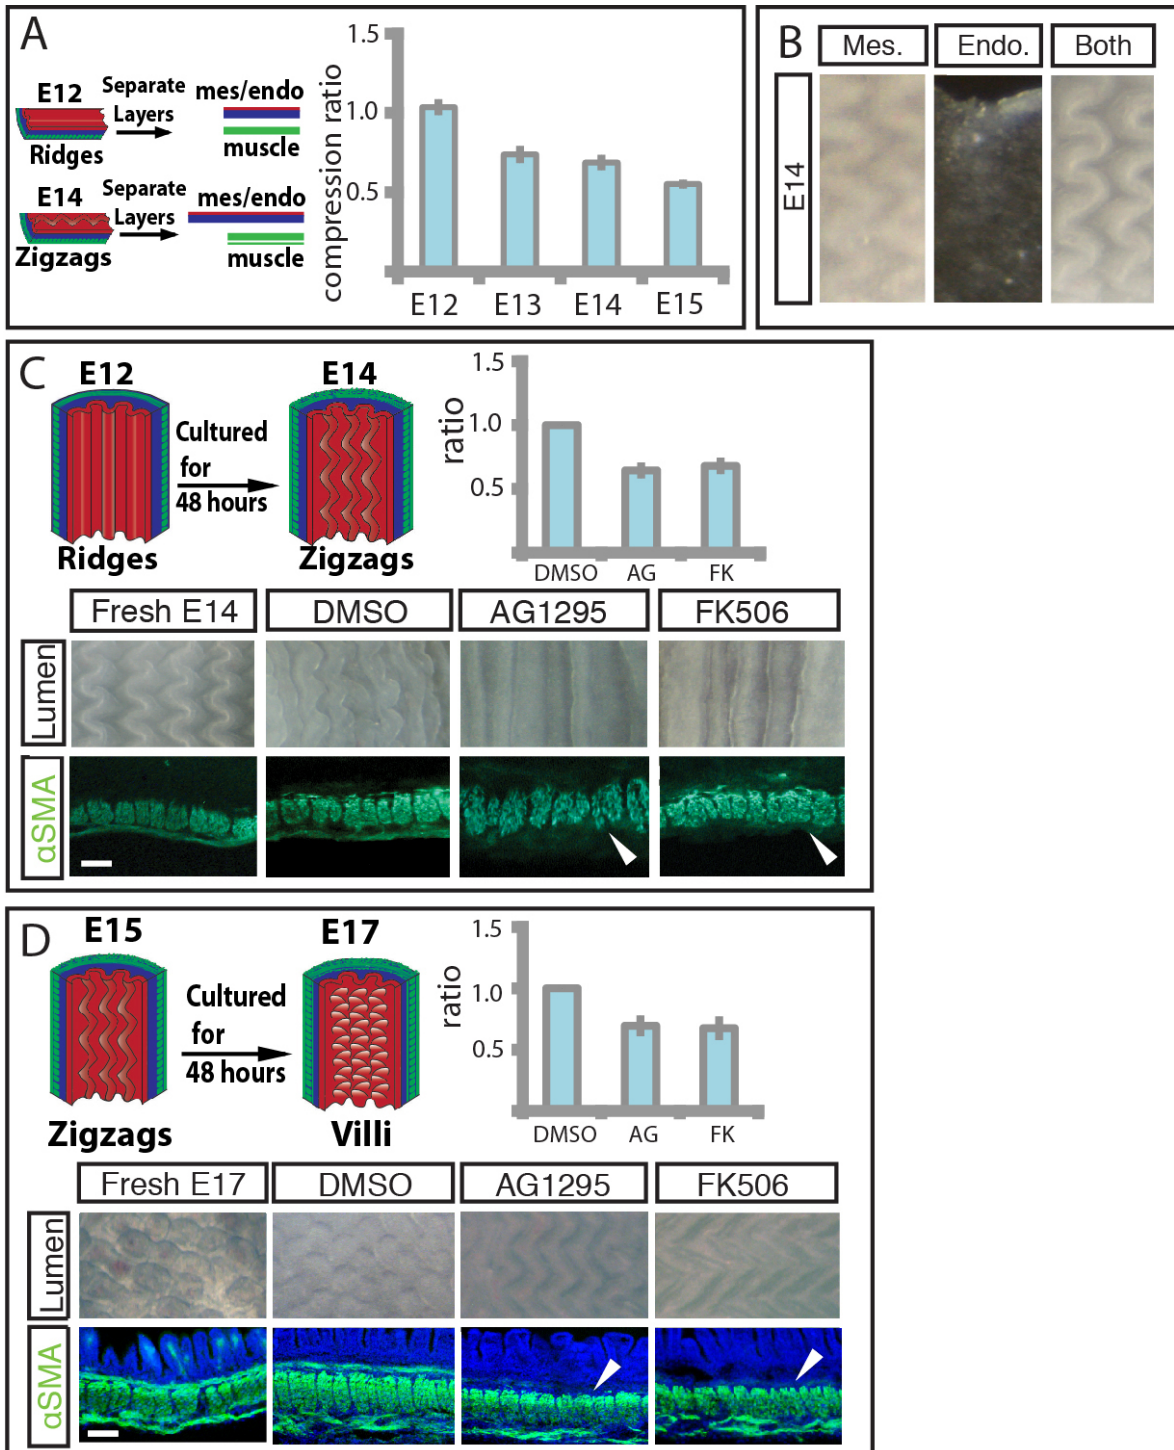 A
E12
Separate
Layers
mes/endo
muscle
Ridges
E14
Separate
Layers
mes/endo
muscle
Zigzags
compression ratio
1.5
1.0
0.5
E12 E13 E14 E15
B
Mes. Endo. Both
E14
C
E12
E14
Cultured
for
48 hours
Ridges
Zigzags
ratio
1.5
1.0
0.5
DMSO AG FK
Fresh E14 DMSO AG1295 FK506
Lumen
αSMA
D
E15
E17
Cultured
for
48 hours
Zigzags
Villi
ratio
1.5
1.0
0.5
DMSO AG FK
Fresh E17 DMSO AG1295 FK506
Lumen
αSMA